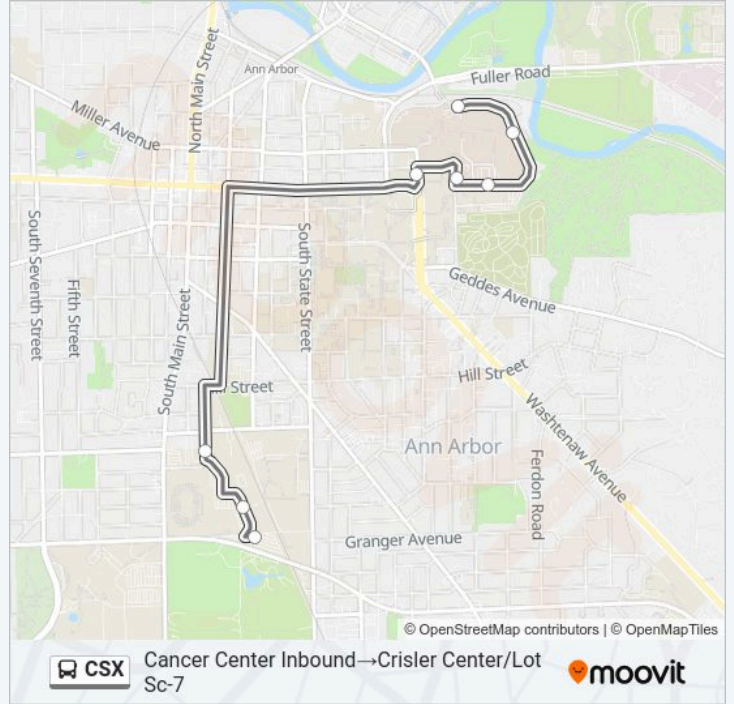 Fuller Road
Ann Arbor
North Main Street
Miller Avenue
South State Street
South Seventh Street
Fifth Street
Geddes Avenue
South Main Street
Hill Street
Street
Washtenaw Avenue
Ann Arbor
Ferdon Road
Granger Avenue
© OpenStreetMap contributors | © OpenMapTiles
CSX
Cancer Center Inbound→Crisler Center/Lot
Sc-7
moovit